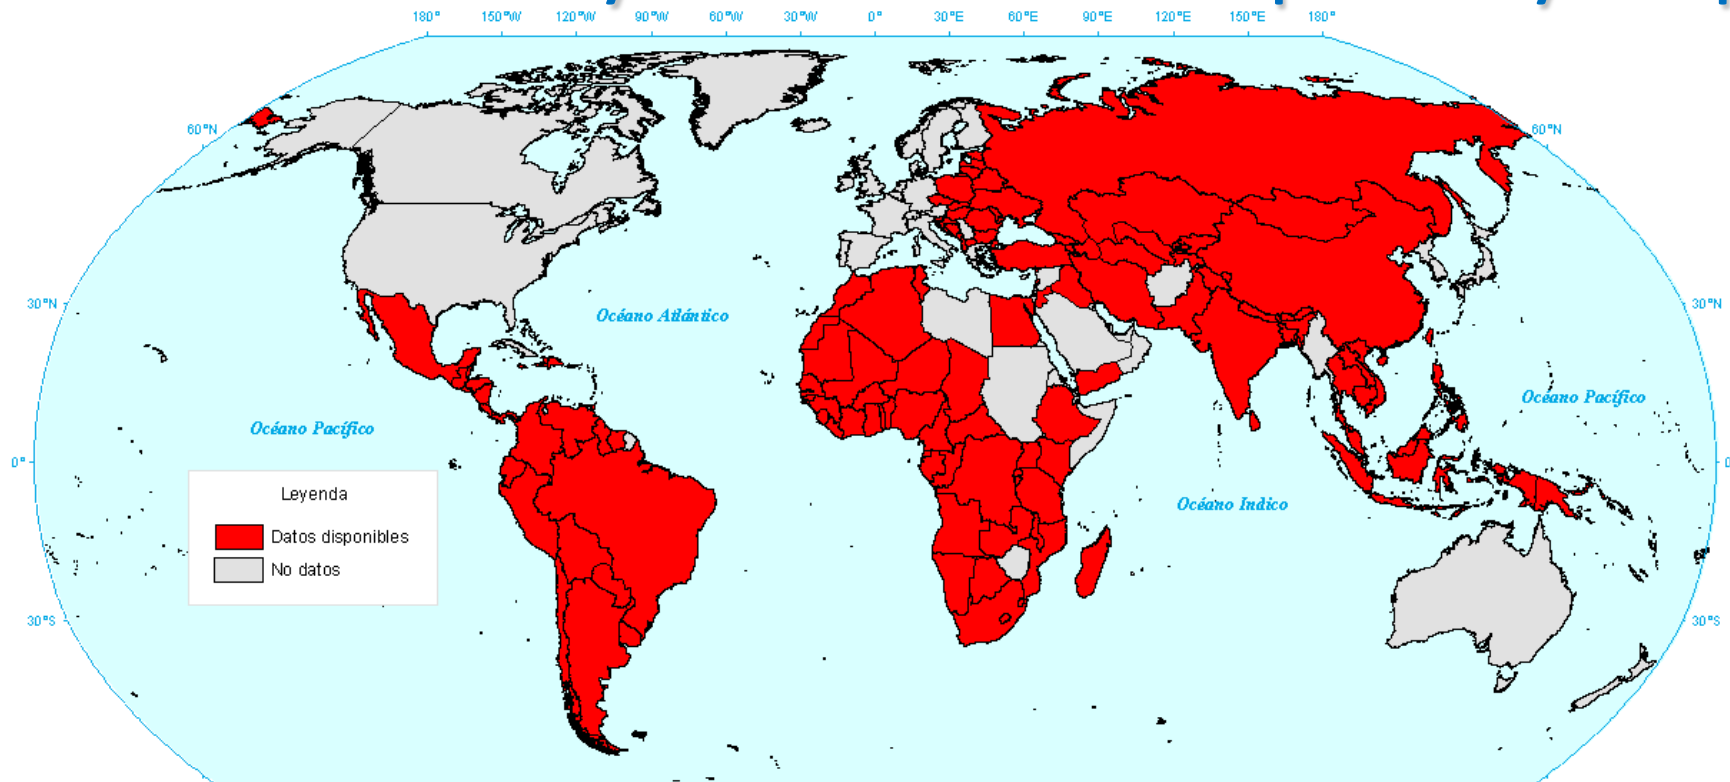 180° 150°W 120°W 90°W 60°W 30°W 0° 30°E 60°E 90°E 120°E 150°E 180°
60°N 60°N
30°N 30°N
Océano Atlántico
Océano Pacífico
Océano Pacífico
0°
Leyenda
Océano Indico
Datos disponibles
No datos
30°S 30°S